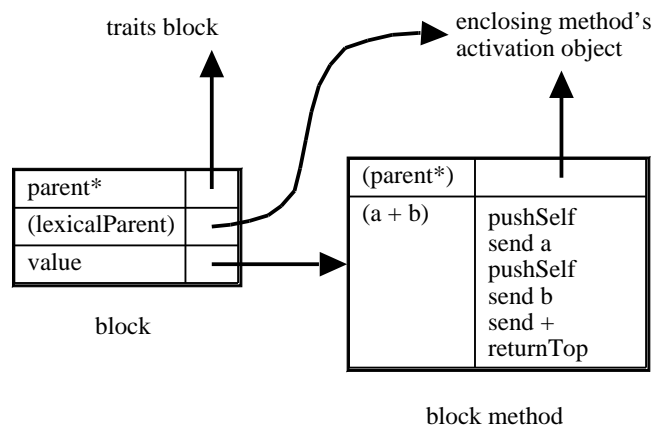 traits block
enclosing method’s
activation object
parent*
(lexicalParent)
value
block
(parent*)
(a + b)
pushSelf
send a
pushSelf
send b
send +
returnTop
block method